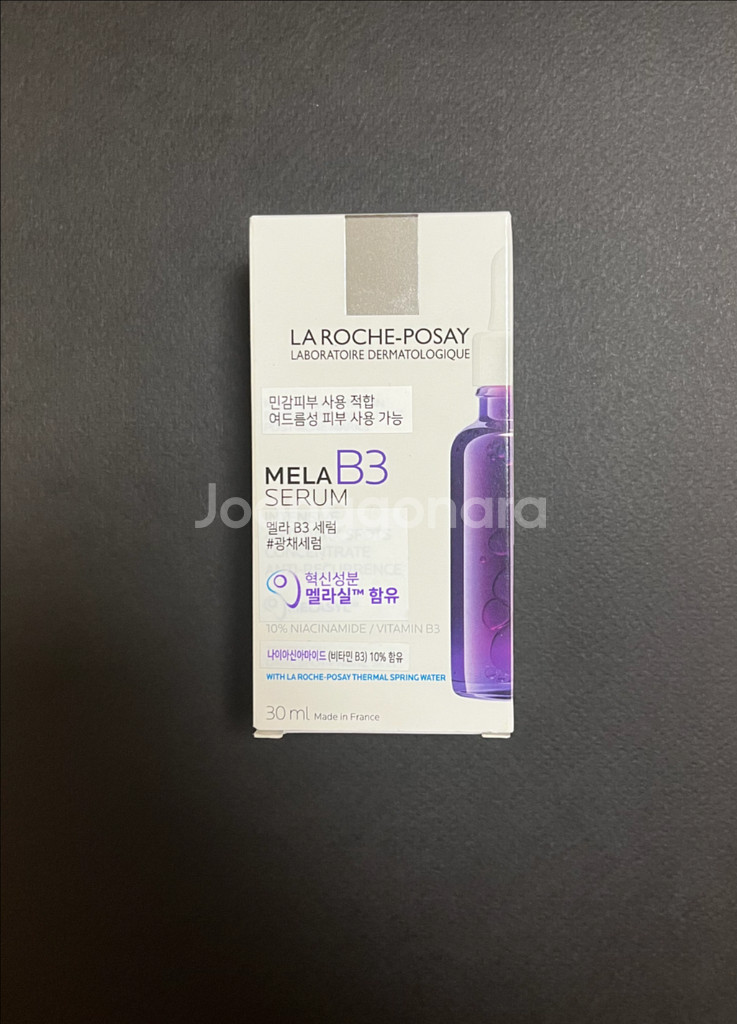 LA ROCHE-POSAY
LABORATOIRE DERMATOLOGIQUE
민감피부 사용 적합
여드름성 피부 사용 가능
MELA B3
SERUM
Joonggonara
멜라 B3 세럼
#광채세럼
CONCENTRATE
ANTI-RECURRENCE
혁신성분
멜라실™ 함유
10% NIACINAMIDE / VITAMIN B3
나이아신아마이드 (비타민 B3) 10% 함유
WITH LA ROCHE-POSAY THERMAL SPRING WATER
30 ml Made in France